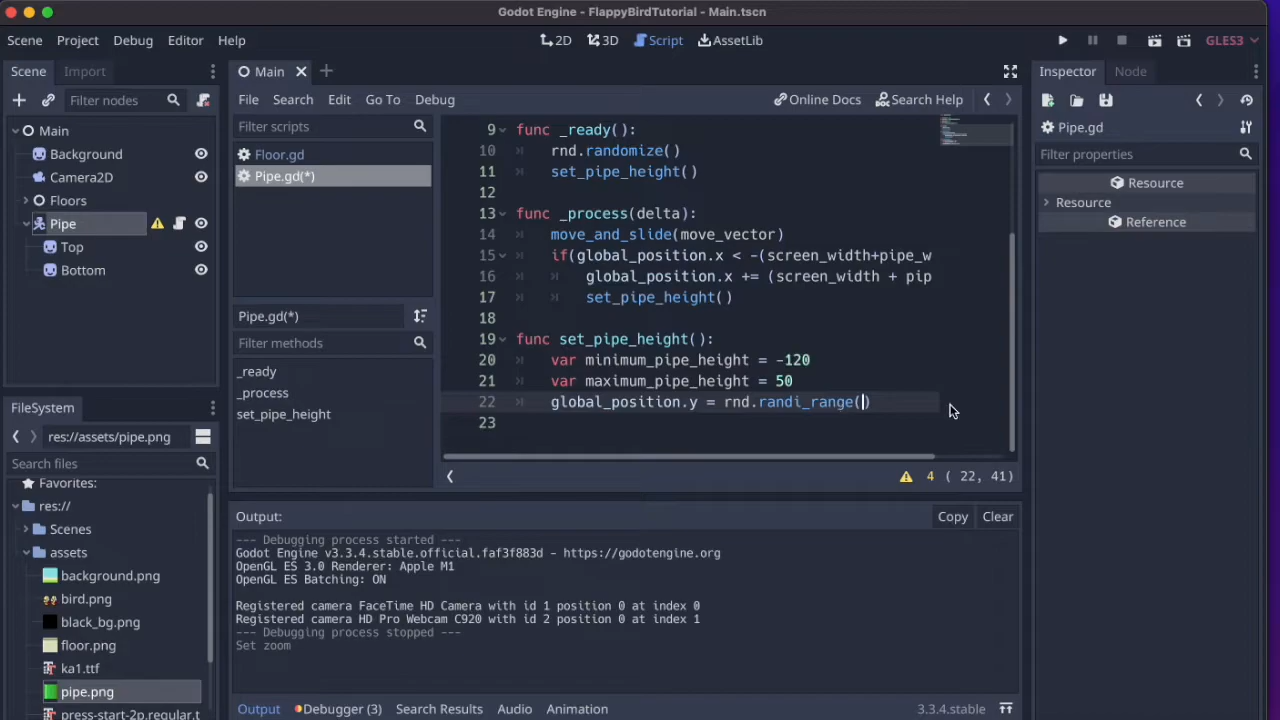 Godot Engine - FlappyBirdTutorial - Main.tscn
Scene Project Debug Editor Help
2D 3D Script AssetLib
GLES3
Scene Import
Filter nodes
Main
Background
Camera2D
Floors
Pipe
Top
Bottom
FileSystem
res://assets/pipe.png
Search files
Favorites:
res://
Scenes
assets
background.png
bird.png
black_bg.png
floor.png
ka1.ttf
pipe.png
press-start-2p.regular.t
Main
File Search Edit Go To Debug
Online Docs Search Help
Filter scripts
Floor.gd
Pipe.gd(*)
Pipe.gd(*)
Filter methods
_ready
_process
set_pipe_height
9 func _ready():
10 rnd.randomize()
11 set_pipe_height()
12
13 func _process(delta):
14 move_and_slide(move_vector)
15 if(global_position.x < -(screen_width+pipe_w
16 global_position.x += (screen_width + pip
17 set_pipe_height()
18
19 func set_pipe_height():
20 var minimum_pipe_height = -120
21 var maximum_pipe_height = 50
22 global_position.y = rnd.randi_range()
23
4 ( 22, 41)
Output:
Copy Clear
--- Debugging process started ---
Godot Engine v3.3.4.stable.official.faf3f883d - https://godotengine.org
OpenGL ES 3.0 Renderer: Apple M1
OpenGL ES Batching: ON
Registered camera FaceTime HD Camera with id 1 position 0 at index 0
Registered camera HD Pro Webcam C920 with id 2 position 0 at index 1
--- Debugging process stopped ---
Set zoom
Output Debugger (3) Search Results Audio Animation
3.3.4.stable
Inspector Node
Pipe.gd
Filter properties
Resource
Resource
Reference